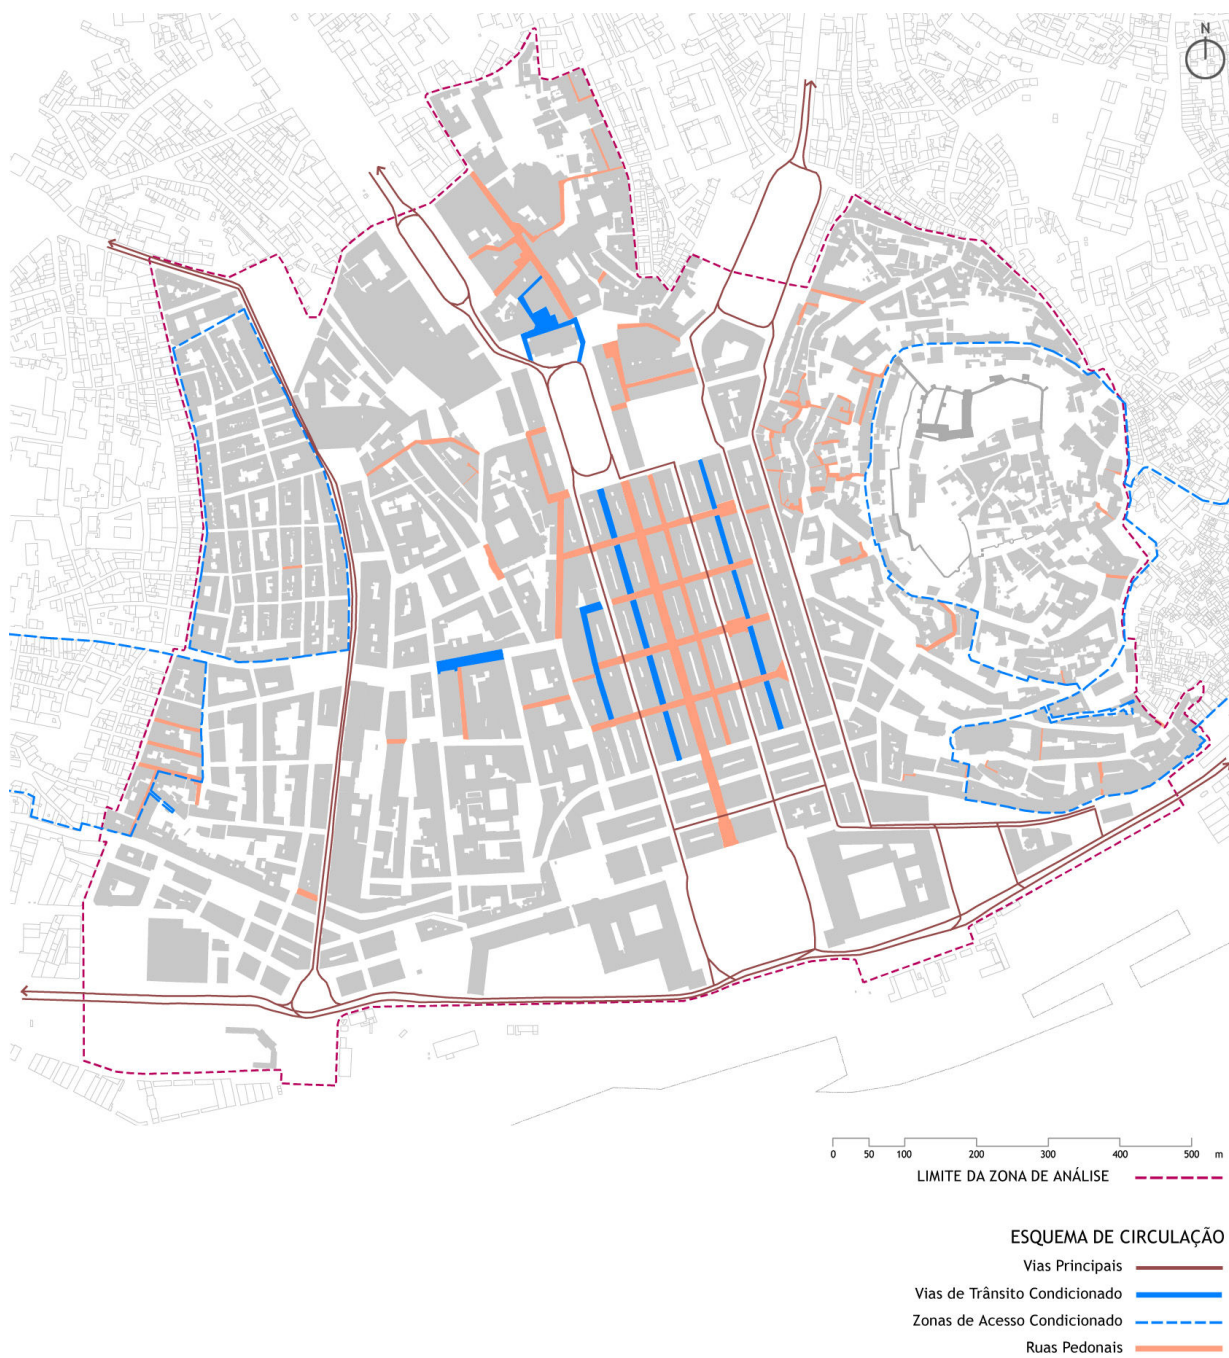 N
0 50 100 200 300 400 500 m
LIMITE DA ZONA DE ANÁLISE
ESQUEMA DE CIRCULAÇÃO
Vias Principais
Vias de Trânsito Condicionado
Zonas de Acesso Condicionado
Ruas Pedonais